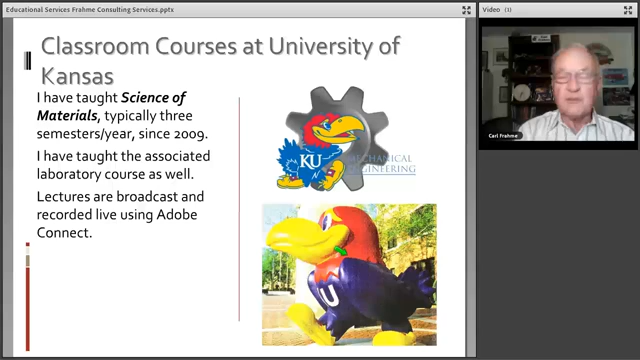 Educational Services Frahme Consulting Services.pptx
Video (1)
Classroom Courses at University of
Kansas
I have taught Science of
Materials, typically three
semesters/year, since 2009.
I have taught the associated
laboratory course as well.
Lectures are broadcast and
recorded live using Adobe
Connect.
KU
MECHANICAL
ENGINEERING
U
Carl Frahme